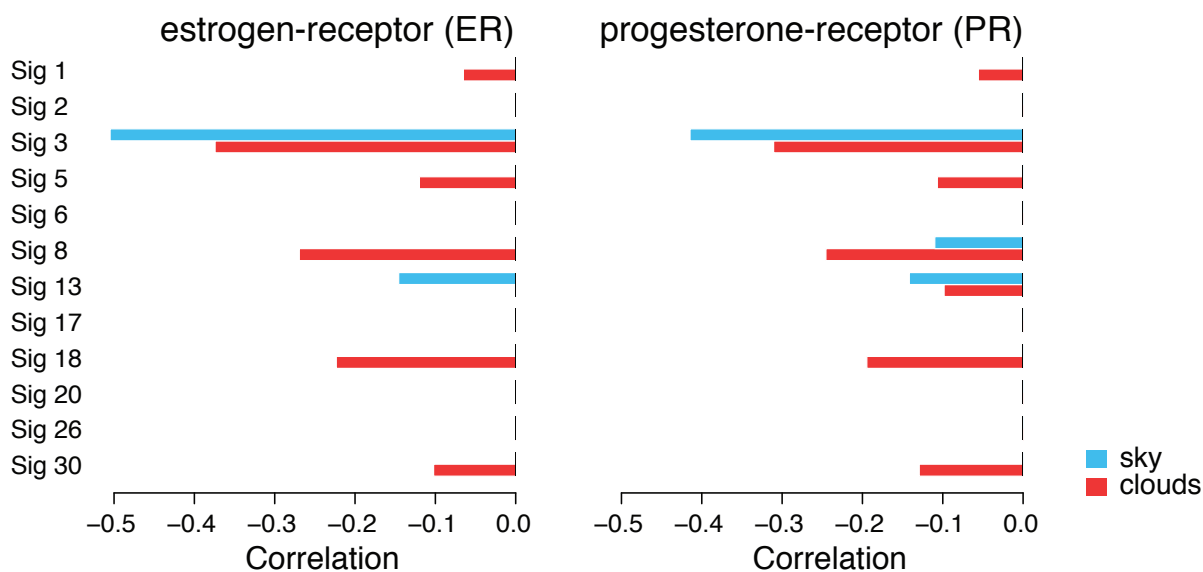 estrogen-receptor (ER)
progesterone-receptor (PR)
Sig 1
Sig 2
Sig 3
Sig 5
Sig 6
Sig 8
Sig 13
Sig 17
Sig 18
Sig 20
Sig 26
Sig 30
−0.5 −0.4 −0.3 −0.2 −0.1 0.0
Correlation
−0.5 −0.4 −0.3 −0.2 −0.1 0.0
Correlation
sky
clouds